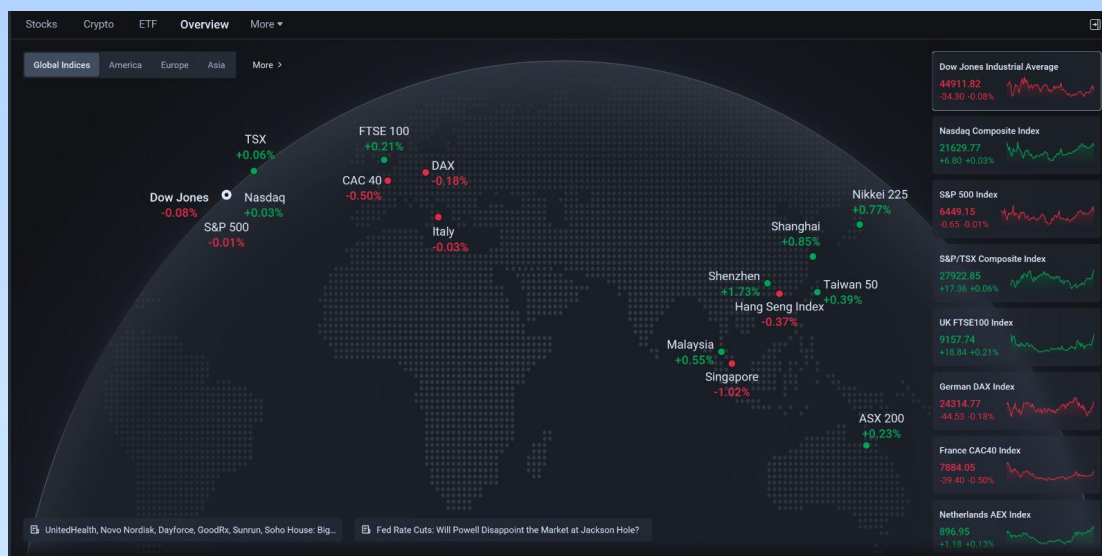 Stocks Crypto ETF Overview More
Global Indices America Europe Asia More >
TSX
+0.06%
Dow Jones
-0.08%
Nasdaq
+0.03%
S&P 500
-0.01%
FTSE 100
+0.21%
CAC 40
-0.50%
DAX
-0.18%
Italy
-0.03%
Nikkei 225
+0.77%
Shanghai
+0.85%
Shenzhen
+1.73%
Taiwan 50
+0.39%
Hang Seng Index
-0.37%
Malaysia
+0.55%
Singapore
-1.02%
ASX 200
+0.23%
Dow Jones Industrial Average
44911.82
-34.30 -0.08%
Nasdaq Composite Index
21629.77
+6.80 +0.03%
S&P 500 Index
6449.15
-0.65 -0.01%
S&P/TSX Composite Index
27922.85
+17.36 +0.06%
UK FTSE100 Index
9157.74
+18.84 +0.21%
German DAX Index
24314.77
-44.53 -0.18%
France CAC40 Index
7884.05
-39.40 -0.50%
Netherlands AEX Index
896.95
+1.18 +0.13%
UnitedHealth, Novo Nordisk, Dayforce, GoodRx, Sunrun, Soho House: Big...
Fed Rate Cuts: Will Powell Disappoint the Market at Jackson Hole?